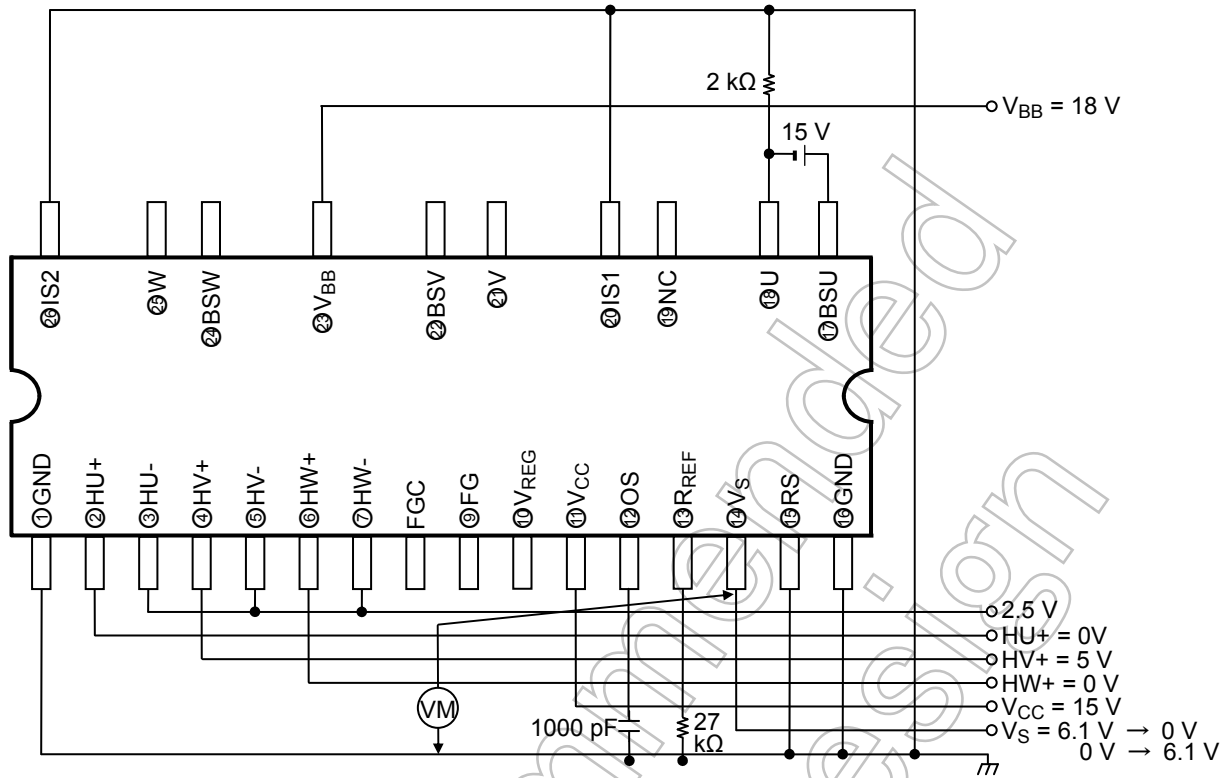 2 kΩ
V_BB = 18 V
15 V
㉖IS2
㉕W
㉔BSW
㉓V_BB
㉒BSV
㉑V
⑳IS1
⑲NC
⑱U
⑰BSU
①GND
②HU+
③HU-
④HV+
⑤HV-
⑥HW+
⑦HW-
FGC
⑨FG
⑩V_REG
⑪V_CC
⑫OS
⑬R_REF
⑭V_S
⑮RS
⑯GND
2.5 V
HU+ = 0V
HV+ = 5 V
HW+ = 0 V
V_CC = 15 V
V_S = 6.1 V → 0 V
0 V → 6.1 V
VM
1000 pF
27
kΩ